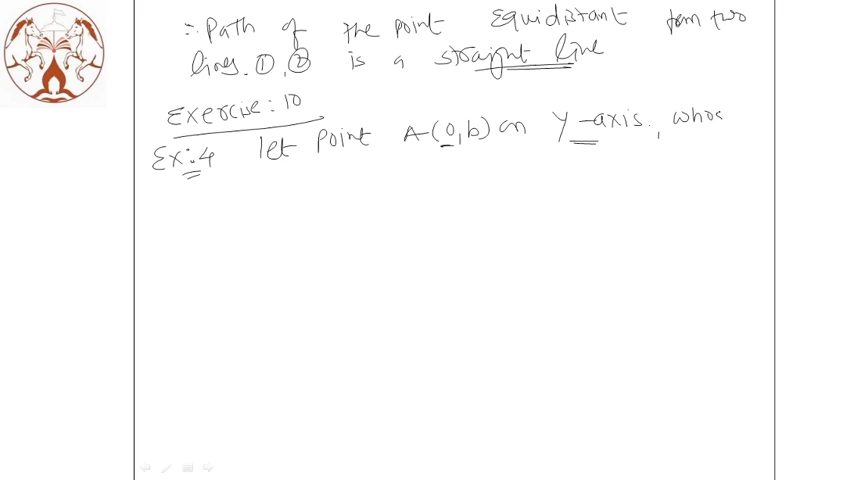 ∴ Path of the point equidistant from two
lines ①, ② is a straight line
Exercise: 10
Ex: 4 let point A(0, b) on Y-axis, whos